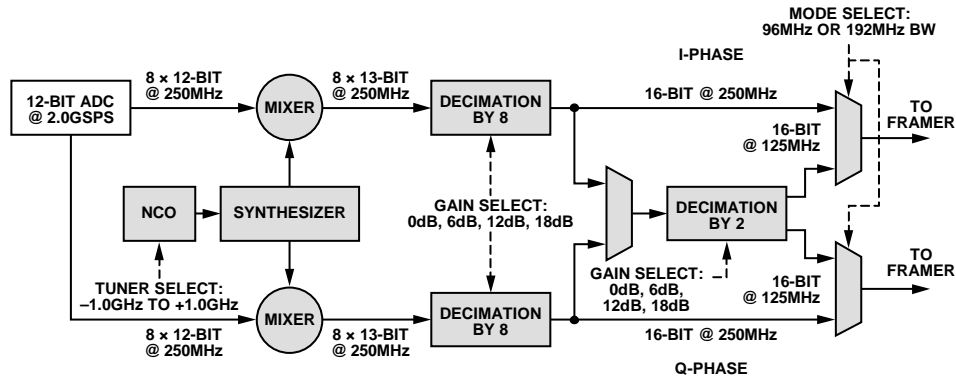 MODE SELECT:
96MHz OR 192MHz BW
I-PHASE
8 × 12-BIT
@ 250MHz
8 × 13-BIT
@ 250MHz
12-BIT ADC
@ 2.0GSPS
MIXER
DECIMATION
BY 8
16-BIT @ 250MHz
TO
FRAMER
16-BIT
@ 125MHz
NCO
SYNTHESIZER
GAIN SELECT:
0dB, 6dB, 12dB, 18dB
DECIMATION
BY 2
TUNER SELECT:
–1.0GHz TO +1.0GHz
GAIN SELECT:
0dB, 6dB,
12dB, 18dB
TO
FRAMER
16-BIT
@ 125MHz
MIXER
DECIMATION
BY 8
8 × 12-BIT
@ 250MHz
8 × 13-BIT
@ 250MHz
16-BIT @ 250MHz
Q-PHASE